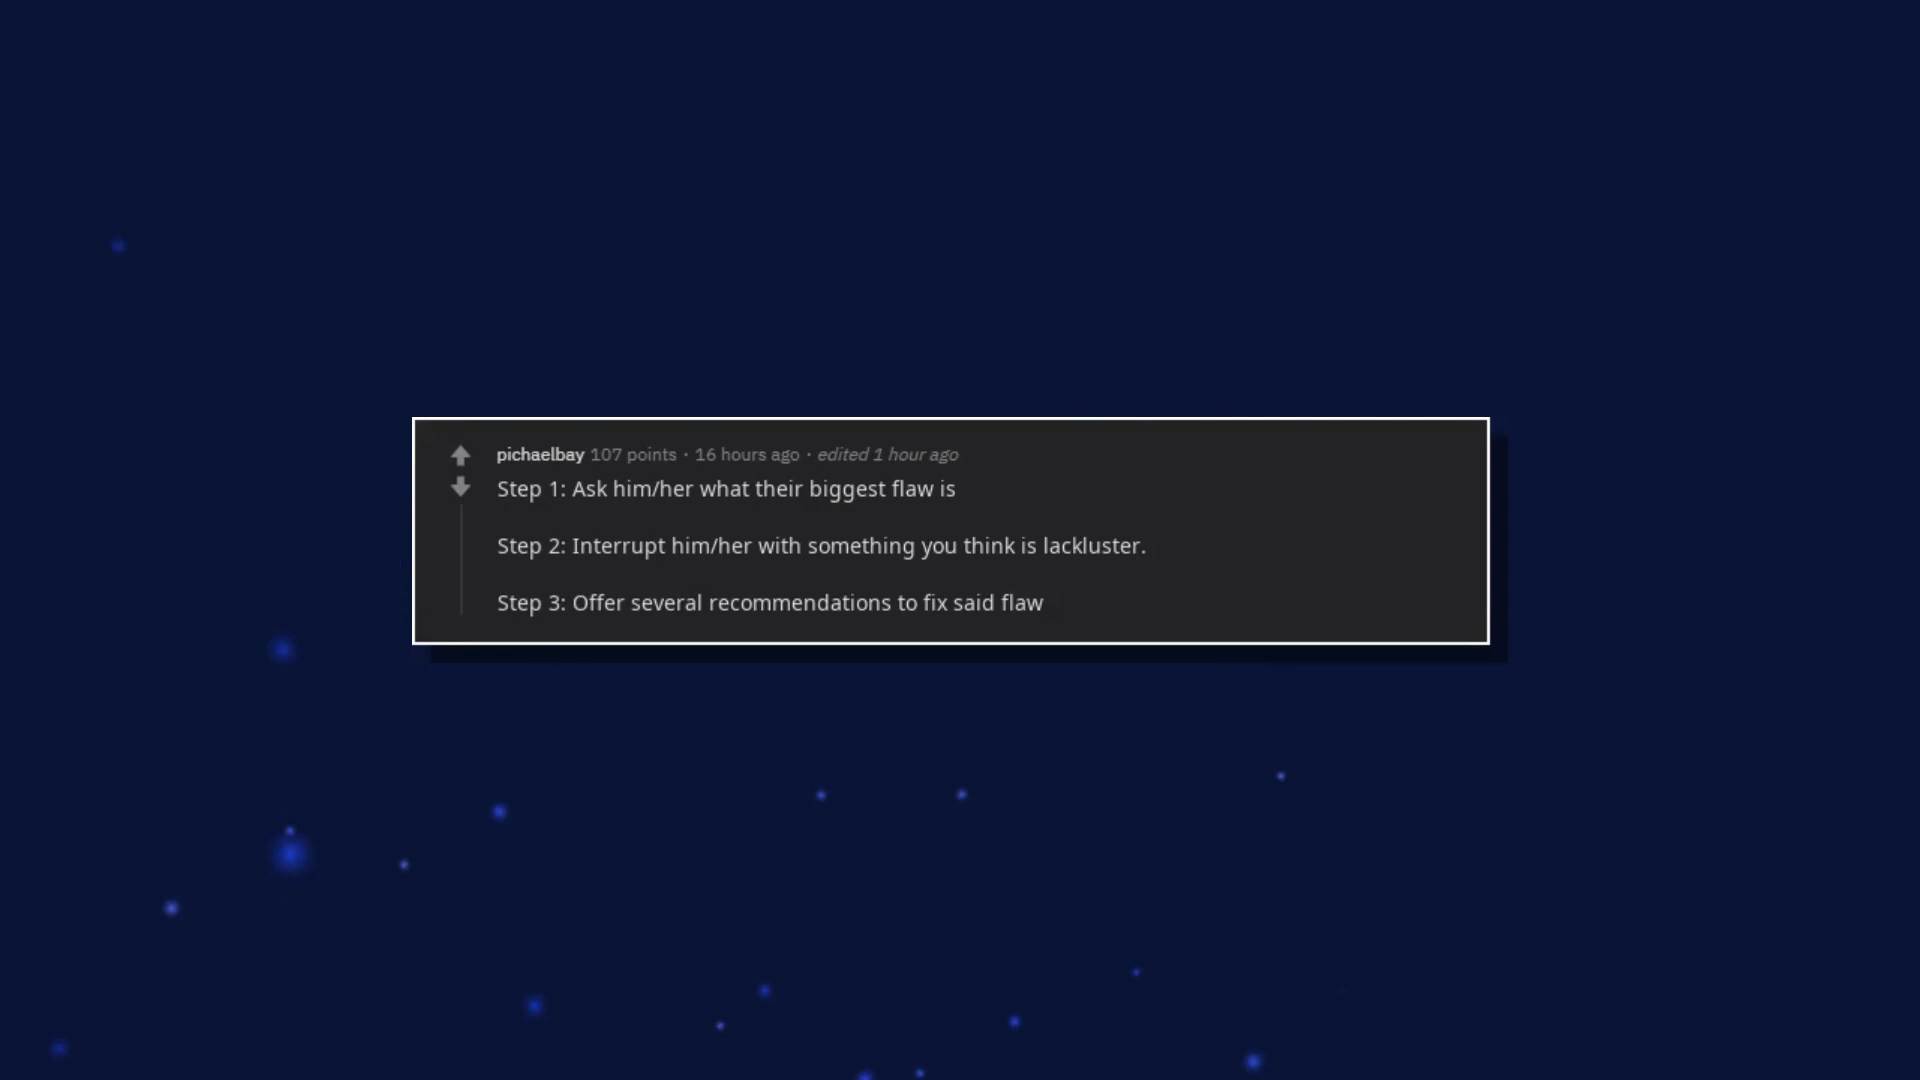 pichaelbay 107 points · 16 hours ago · edited 1 hour ago
Step 1: Ask him/her what their biggest flaw is
Step 2: Interrupt him/her with something you think is lackluster.
Step 3: Offer several recommendations to fix said flaw